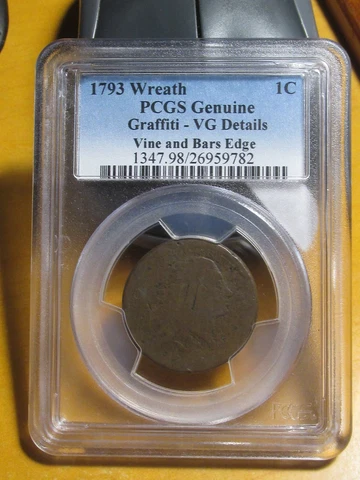 1793 Wreath 1C
PCGS Genuine
Graffiti - VG Details
Vine and Bars Edge
1347.98/26959782